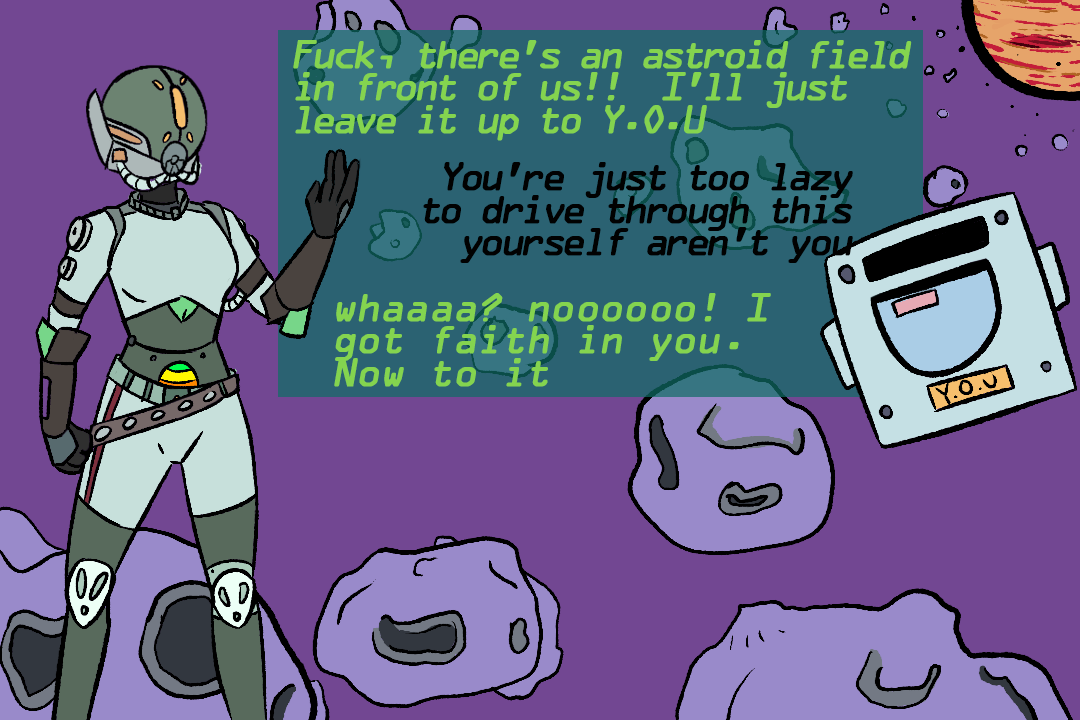 Fuck, there's an astroid field
in front of us!! I'll just
leave it up to Y.O.U
You're just too lazy
to drive through this
yourself aren't you
whaaaa? noooooo! I
got faith in you.
Now to it
Y.O.U